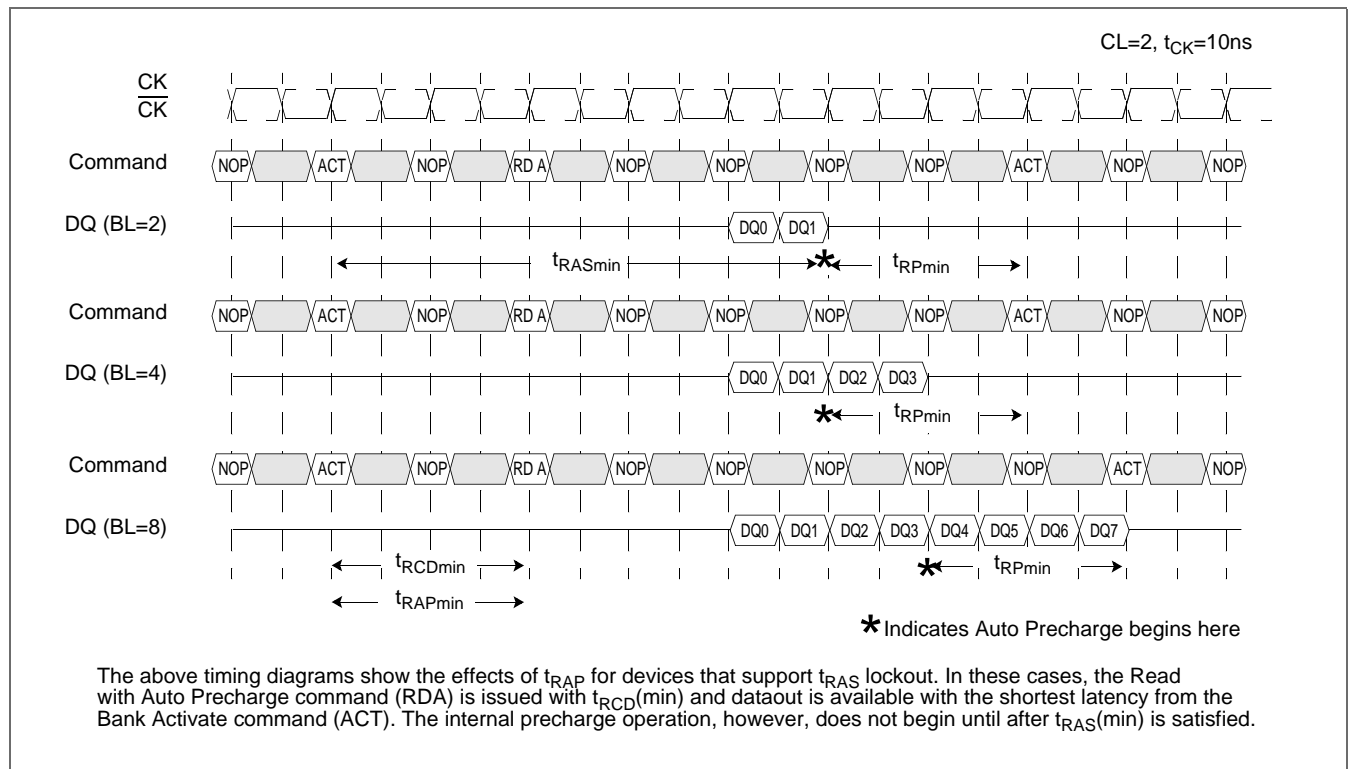 CL=2, tCK=10ns
CK
CK
Command NOP ACT NOP RD A NOP NOP NOP NOP ACT NOP NOP
DQ (BL=2) DQ0 DQ1
tRASmin * tRPmin
Command NOP ACT NOP RD A NOP NOP NOP NOP ACT NOP NOP
DQ (BL=4) DQ0 DQ1 DQ2 DQ3
* tRPmin
Command NOP ACT NOP RD A NOP NOP NOP NOP NOP ACT NOP
DQ (BL=8) DQ0 DQ1 DQ2 DQ3 DQ4 DQ5 DQ6 DQ7
tRCDmin * tRPmin
tRAPmin
* Indicates Auto Precharge begins here
The above timing diagrams show the effects of tRAP for devices that support tRAS lockout. In these cases, the Read
with Auto Precharge command (RDA) is issued with tRCD(min) and dataout is available with the shortest latency from the
Bank Activate command (ACT). The internal precharge operation, however, does not begin until after tRAS(min) is satisfied.